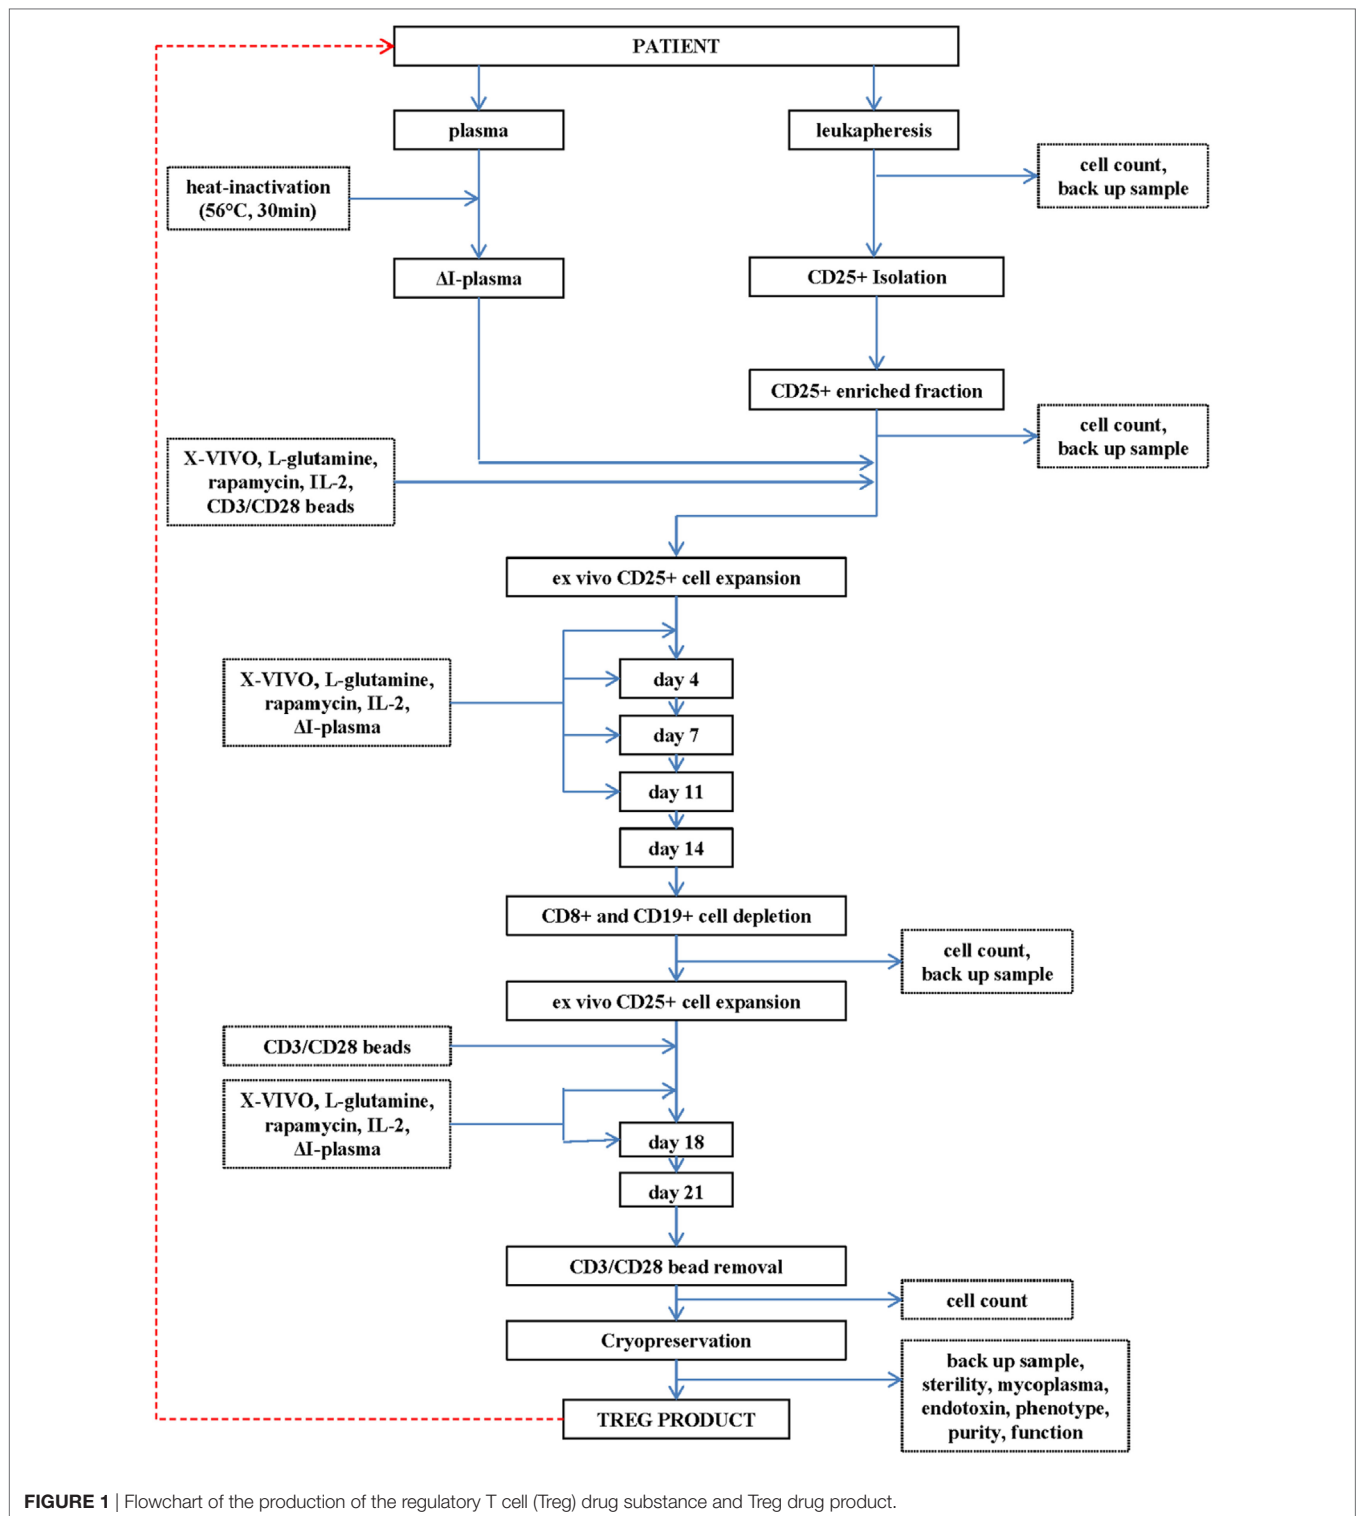 PATIENT
plasma
leukapheresis
cell count,
back up sample
heat-inactivation
(56°C, 30min)
ΔI-plasma
CD25+ Isolation
CD25+ enriched fraction
cell count,
back up sample
X-VIVO, L-glutamine,
rapamycin, IL-2,
CD3/CD28 beads
ex vivo CD25+ cell expansion
X-VIVO, L-glutamine,
rapamycin, IL-2,
ΔI-plasma
day 4
day 7
day 11
day 14
CD8+ and CD19+ cell depletion
cell count,
back up sample
ex vivo CD25+ cell expansion
CD3/CD28 beads
X-VIVO, L-glutamine,
rapamycin, IL-2,
ΔI-plasma
day 18
day 21
CD3/CD28 bead removal
cell count
Cryopreservation
back up sample,
sterility, mycoplasma,
endotoxin, phenotype,
purity, function
TREG PRODUCT
FIGURE 1 | Flowchart of the production of the regulatory T cell (Treg) drug substance and Treg drug product.